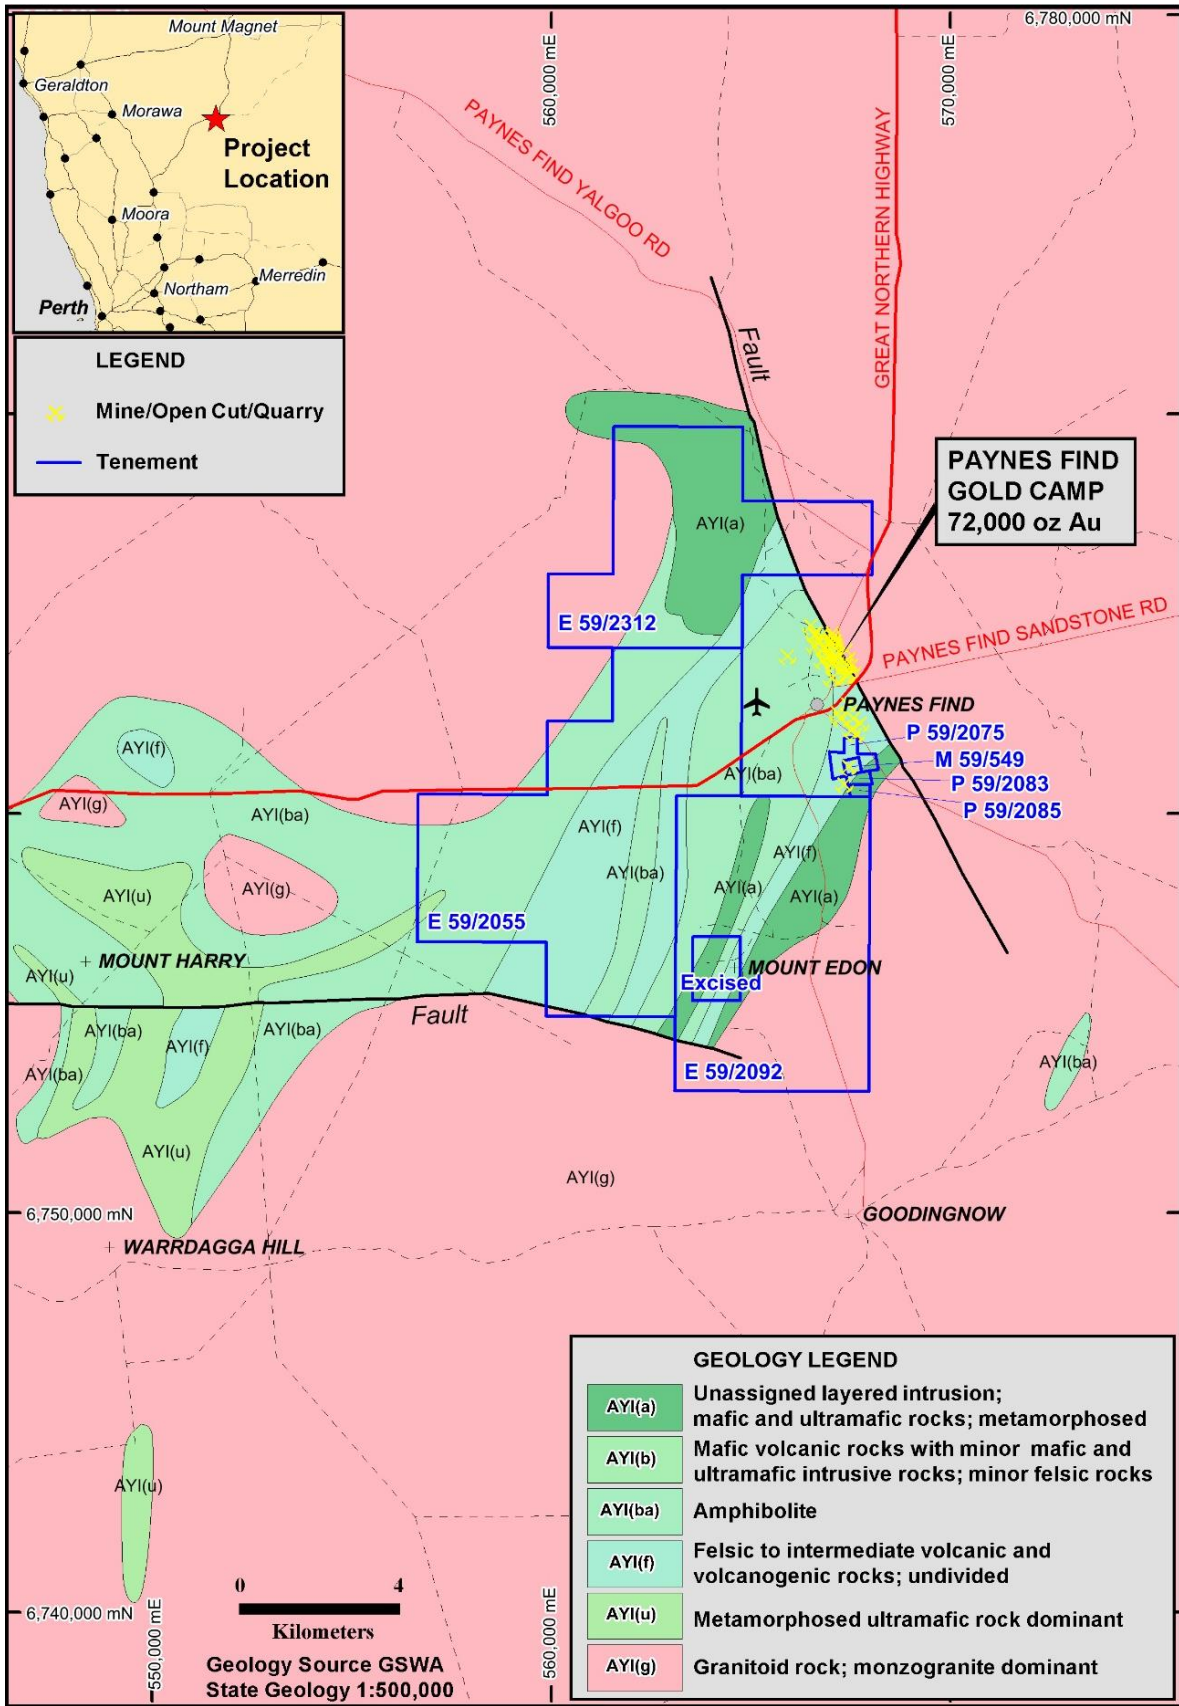 Mount Magnet
Geraldton
Morawa
Project
Location
Moora
Merredin
Northam
Perth
LEGEND
Mine/Open Cut/Quarry
Tenement
560,000 mE
570,000 mE
6,780,000 mN
PAYNES FIND YALGOO RD
GREAT NORTHERN HIGHWAY
Fault
PAYNES FIND
GOLD CAMP
72,000 oz Au
AYI(a)
E 59/2312
PAYNES FIND SANDSTONE RD
PAYNES FIND
P 59/2075
M 59/549
P 59/2083
P 59/2085
AYI(f)
AYI(ba)
AYI(g)
AYI(ba)
AYI(f)
AYI(f)
AYI(ba)
AYI(u)
AYI(g)
AYI(a)
AYI(a)
E 59/2055
MOUNT HARRY
MOUNT EDON
AYI(u)
Excised
Fault
AYI(ba)
AYI(ba)
AYI(f)
AYI(ba)
AYI(ba)
E 59/2092
AYI(u)
AYI(g)
6,750,000 mN
GOODINGNOW
WARRDAGGA HILL
AYI(u)
6,740,000 mN
550,000 mE
560,000 mE
0 4
Kilometers
Geology Source GSWA
State Geology 1:500,000
GEOLOGY LEGEND
AYI(a) Unassigned layered intrusion;
mafic and ultramafic rocks; metamorphosed
AYI(b) Mafic volcanic rocks with minor mafic and
ultramafic intrusive rocks; minor felsic rocks
AYI(ba) Amphibolite
AYI(f) Felsic to intermediate volcanic and
volcanogenic rocks; undivided
AYI(u) Metamorphosed ultramafic rock dominant
AYI(g) Granitoid rock; monzogranite dominant